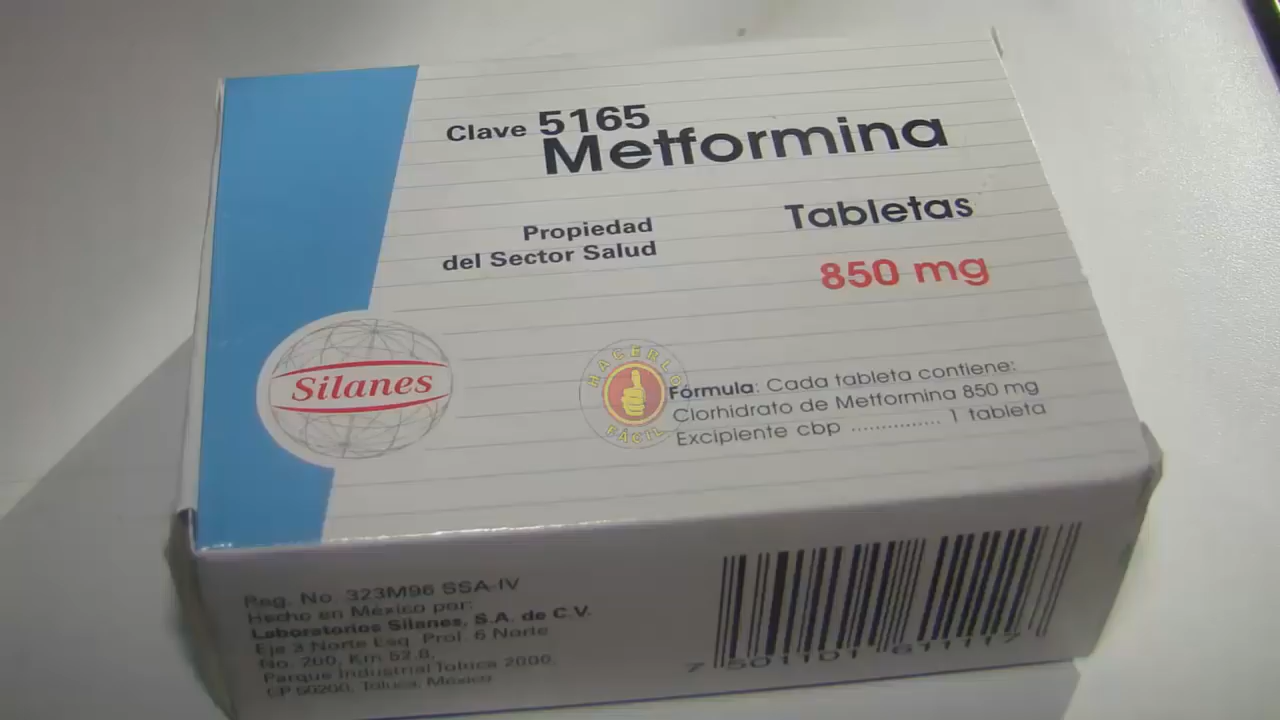 Clave 5165
Metformina
Tabletas
850 mg
Propiedad
del Sector Salud
Silanes
HACERLO
FÁCIL
Fórmula: Cada tableta contiene:
Clorhidrato de Metformina 850 mg
Excipiente cbp ............... 1 tableta
Reg. No. 323M96 SSA-IV
Hecho en México por:
Laboratorios Silanes, S.A. de C.V.
Eje 3 Norte Esq. Prol. 6 Norte
No. 200, Km 52.8,
Parque Industrial Toluca 2000,
CP 50200, Toluca, México
7 501101 611117